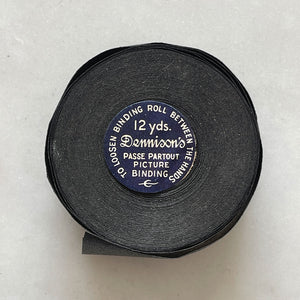 TO LOOSEN BINDING ROLL BETWEEN THE HANDS
12 yds.
Dennison's
PASSE PARTOUT
PICTURE
BINDING